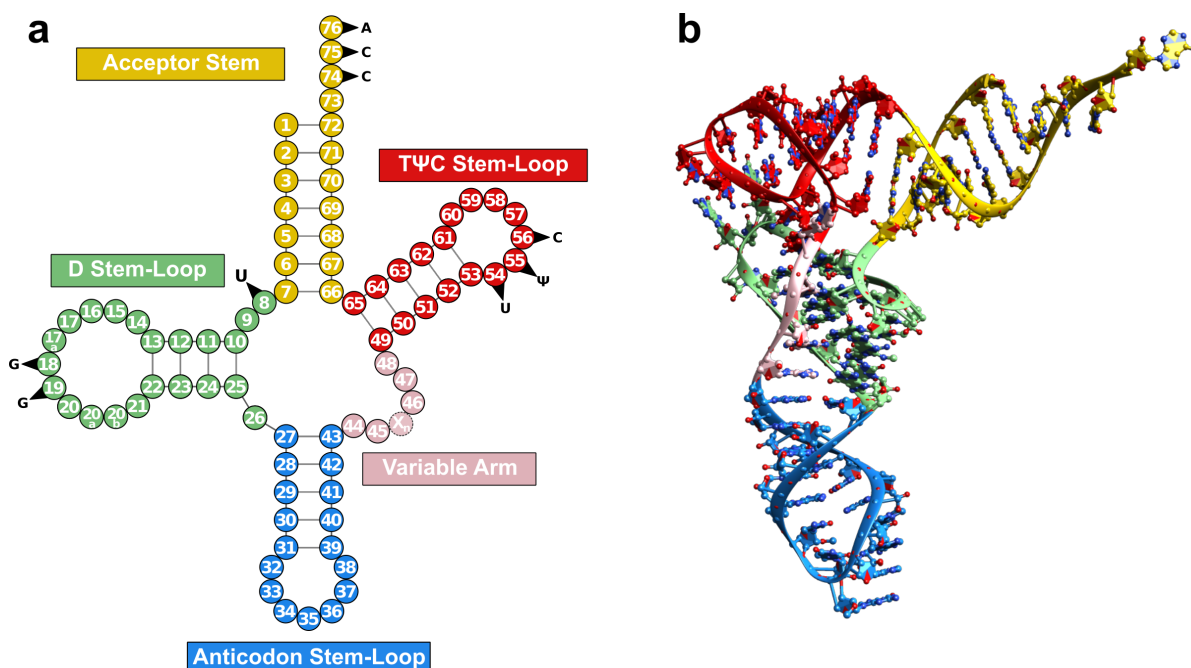 a
b
Acceptor Stem
76 A
75 C
74 C
73
1 72
2 71
3 70
4 69
5 68
6 67
7 66
TΨC Stem-Loop
59 58
60 57
61 56 C
62 55 Ψ
63 53 54 U
64 52
65 51
50
49
D Stem-Loop
U
8
9
17 16 15 14
17a 13 12 11 10
G 18
G 19 22 23 24 25
20 20a 20b 21
26
48
47
46
44 45 Xn
Variable Arm
27 43
28 42
29 41
30 40
31 39
32 38
33 37
34 35 36
Anticodon Stem-Loop